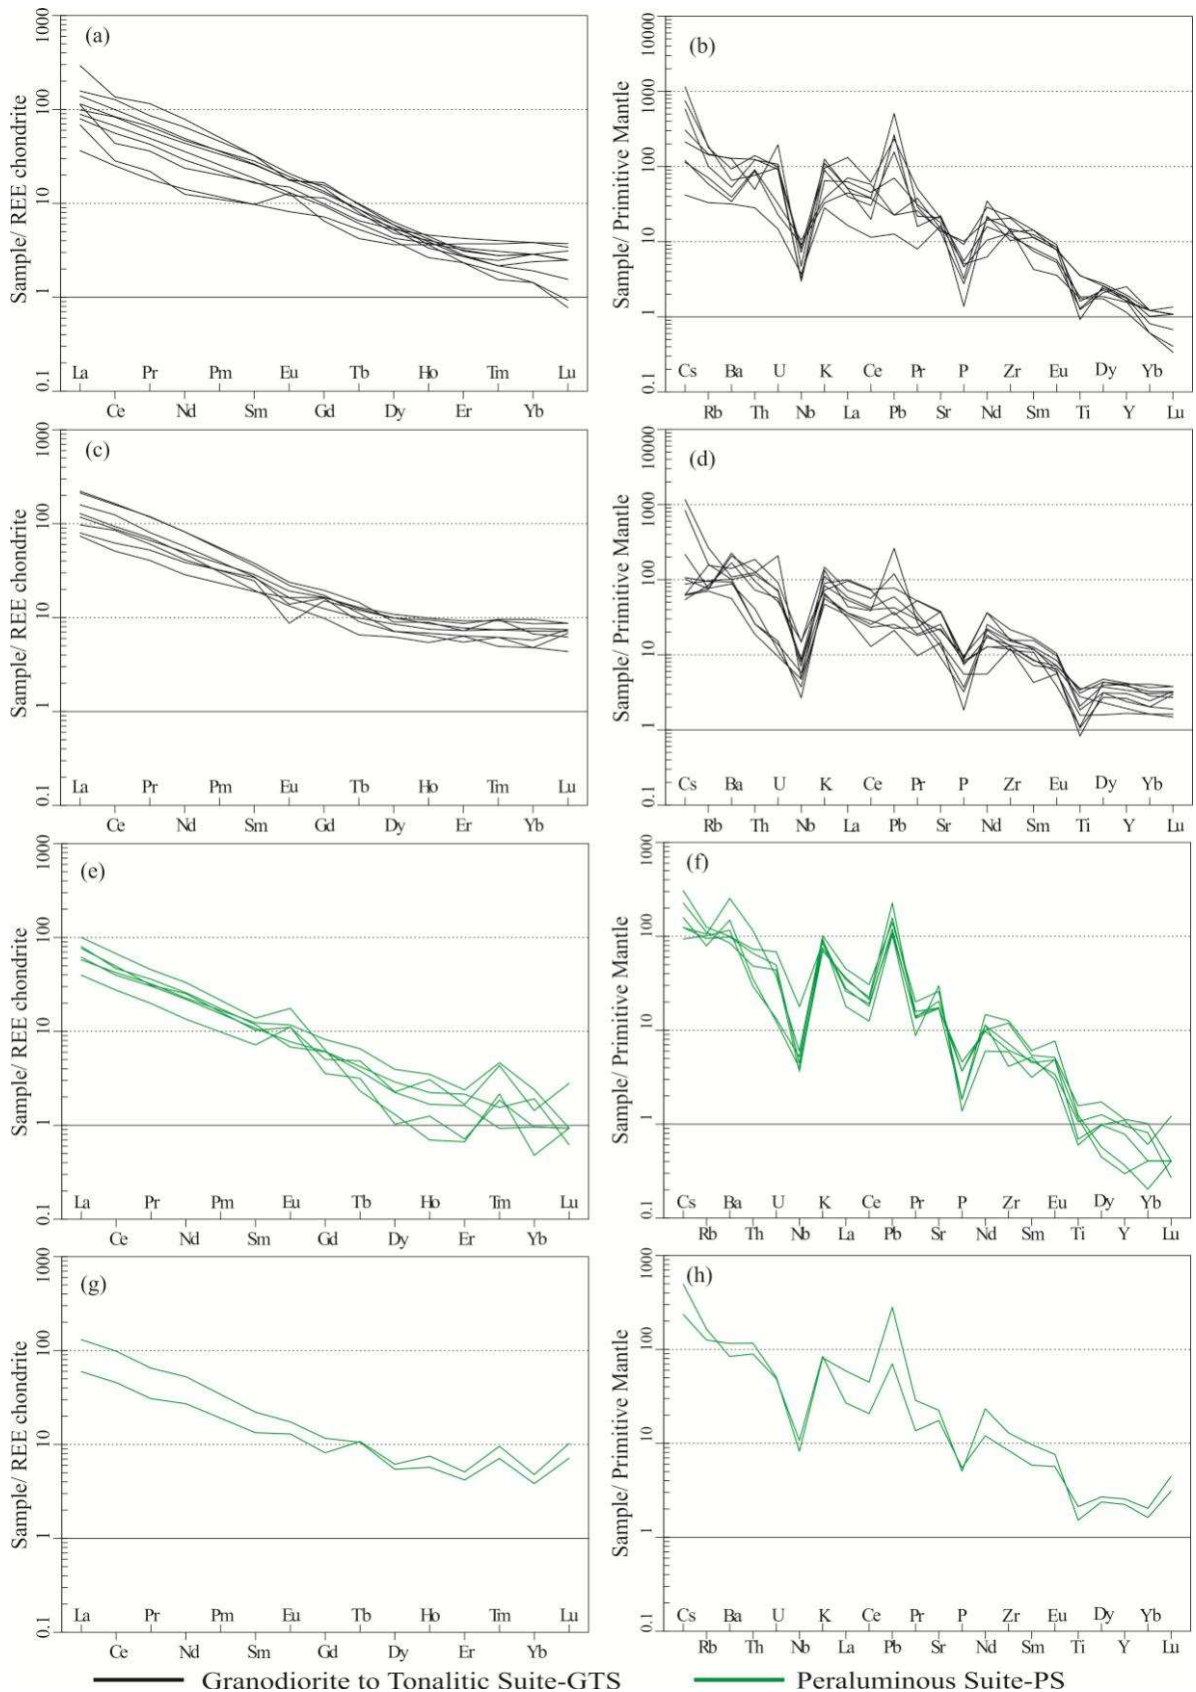 (a)
Sample/ REE chondrite
1000
100
10
1
0.1
La Pr Pm Eu Tb Ho Tm Lu
Ce Nd Sm Gd Dy Er Yb
(b)
Sample/ Primitive Mantle
10000
1000
100
10
1
0.1
Cs Ba U K Ce Pr P Zr Eu Dy Yb
Rb Th Nb La Pb Sr Nd Sm Ti Y Lu
(c)
Sample/ REE chondrite
1000
100
10
1
0.1
La Pr Pm Eu Tb Ho Tm Lu
Ce Nd Sm Gd Dy Er Yb
(d)
Sample/ Primitive Mantle
10000
1000
100
10
1
0.1
Cs Ba U K Ce Pr P Zr Eu Dy Yb
Rb Th Nb La Pb Sr Nd Sm Ti Y Lu
(e)
Sample/ REE chondrite
1000
100
10
1
0.1
La Pr Pm Eu Tb Ho Tm Lu
Ce Nd Sm Gd Dy Er Yb
(f)
Sample/ Primitive Mantle
1000
100
10
1
0.1
Cs Ba U K Ce Pr P Zr Eu Dy Yb
Rb Th Nb La Pb Sr Nd Sm Ti Y Lu
(g)
Sample/ REE chondrite
1000
100
10
1
0.1
La Pr Pm Eu Tb Ho Tm Lu
Ce Nd Sm Gd Dy Er Yb
(h)
Sample/ Primitive Mantle
1000
100
10
1
0.1
Cs Ba U K Ce Pr P Zr Eu Dy Yb
Rb Th Nb La Pb Sr Nd Sm Ti Y Lu
Granodiorite to Tonalitic Suite-GTS
Peraluminous Suite-PS